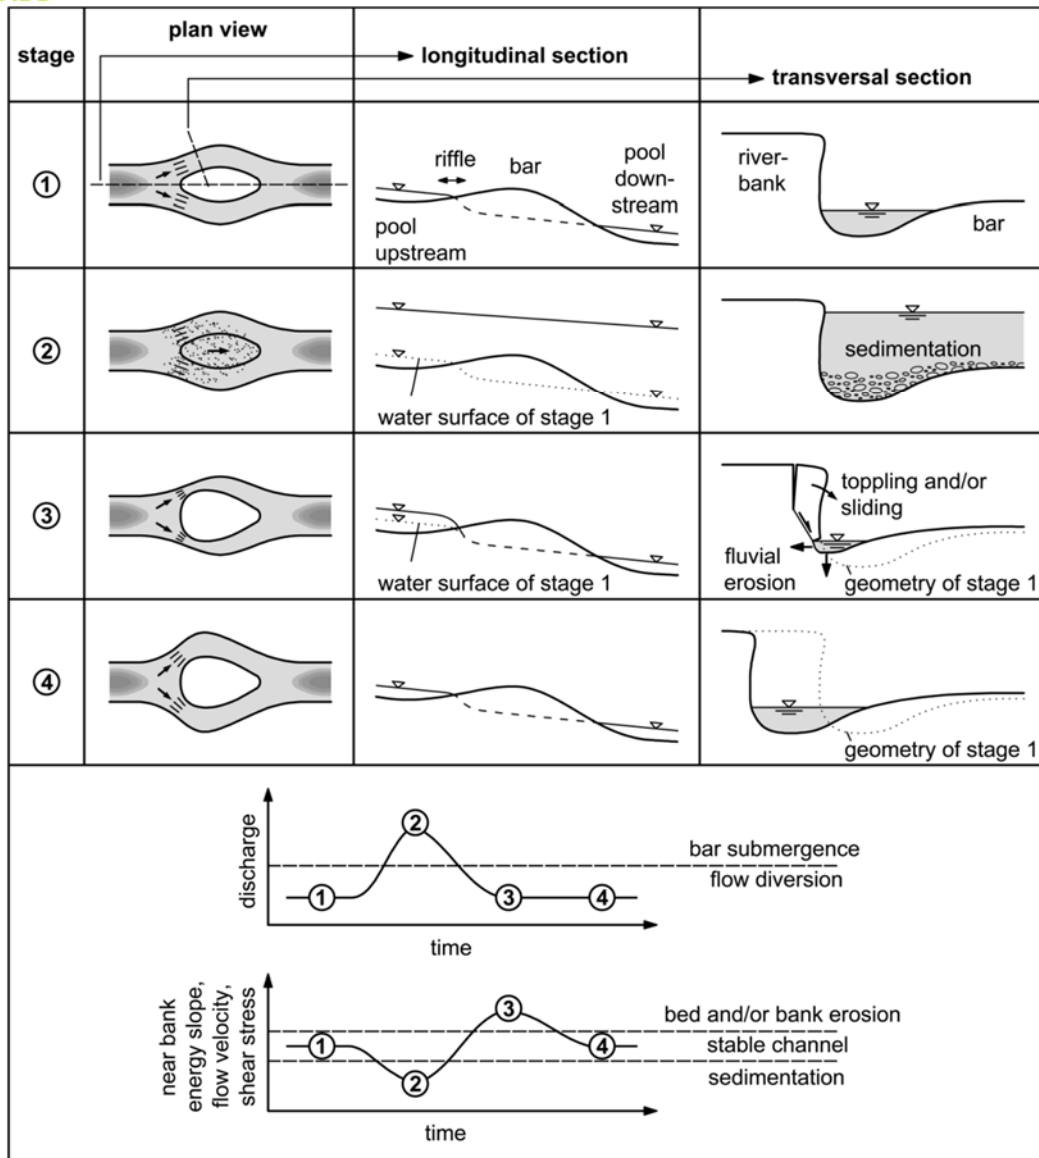 stage
plan view
longitudinal section
transversal section
1
riffle
bar
pool
down-
stream
pool
upstream
river-
bank
bar
2
water surface of stage 1
sedimentation
3
water surface of stage 1
toppling and/or
sliding
fluvial
erosion
geometry of stage 1
4
geometry of stage 1
discharge
1
2
3
4
bar submergence
flow diversion
time
near bank
energy slope,
flow velocity,
shear stress
1
2
3
4
bed and/or bank erosion
stable channel
sedimentation
time